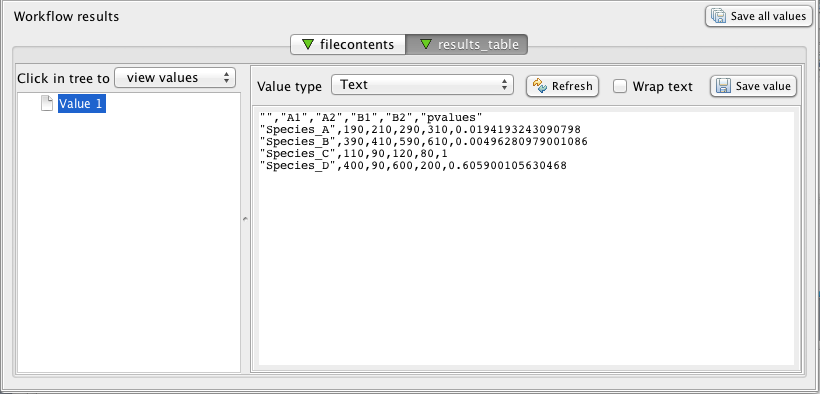 Workflow results
Save all values
filecontents
results_table
Click in tree to
view values
Value type
Text
Refresh
Wrap text
Save value
Value 1
"","A1","A2","B1","B2","pvalues"
"Species_A",190,210,290,310,0.0194193243090798
"Species_B",390,410,590,610,0.00496280979001086
"Species_C",110,90,120,80,1
"Species_D",400,90,600,200,0.605900105630468